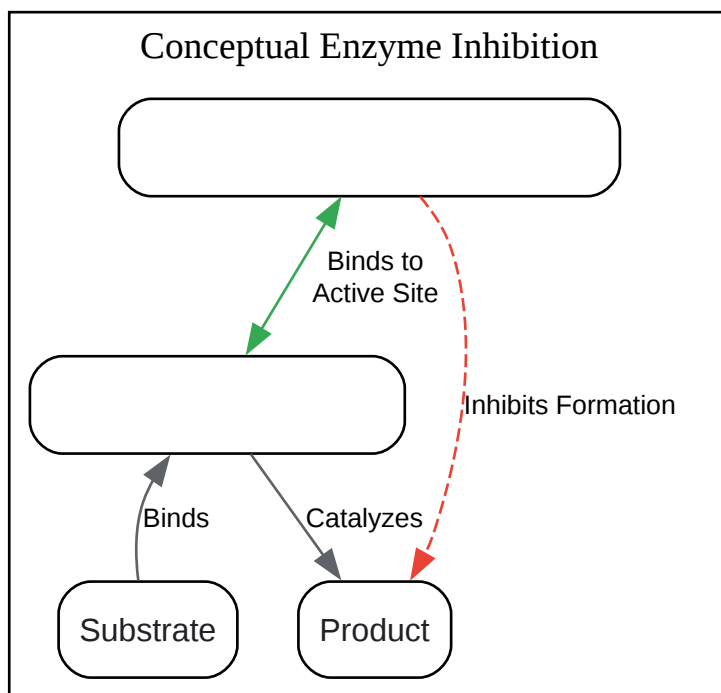 Conceptual Enzyme Inhibition
Binds to
Active Site
Inhibits Formation
Binds
Catalyzes
Substrate
Product